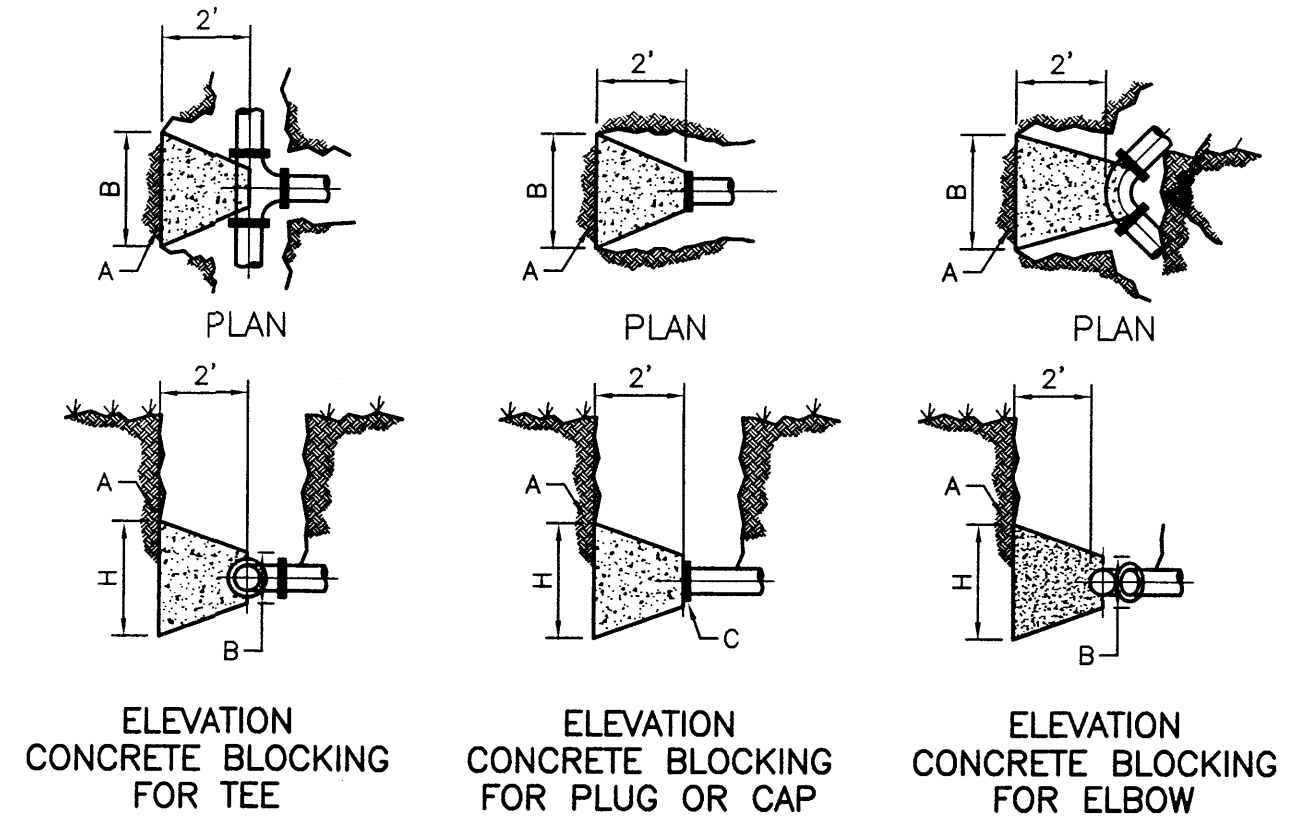 2'
B
A
PLAN
2'
B
A
PLAN
2'
B
A
PLAN
2'
A
H
B
ELEVATION
CONCRETE BLOCKING
FOR TEE
2'
A
H
C
ELEVATION
CONCRETE BLOCKING
FOR PLUG OR CAP
2'
A
H
B
ELEVATION
CONCRETE BLOCKING
FOR ELBOW